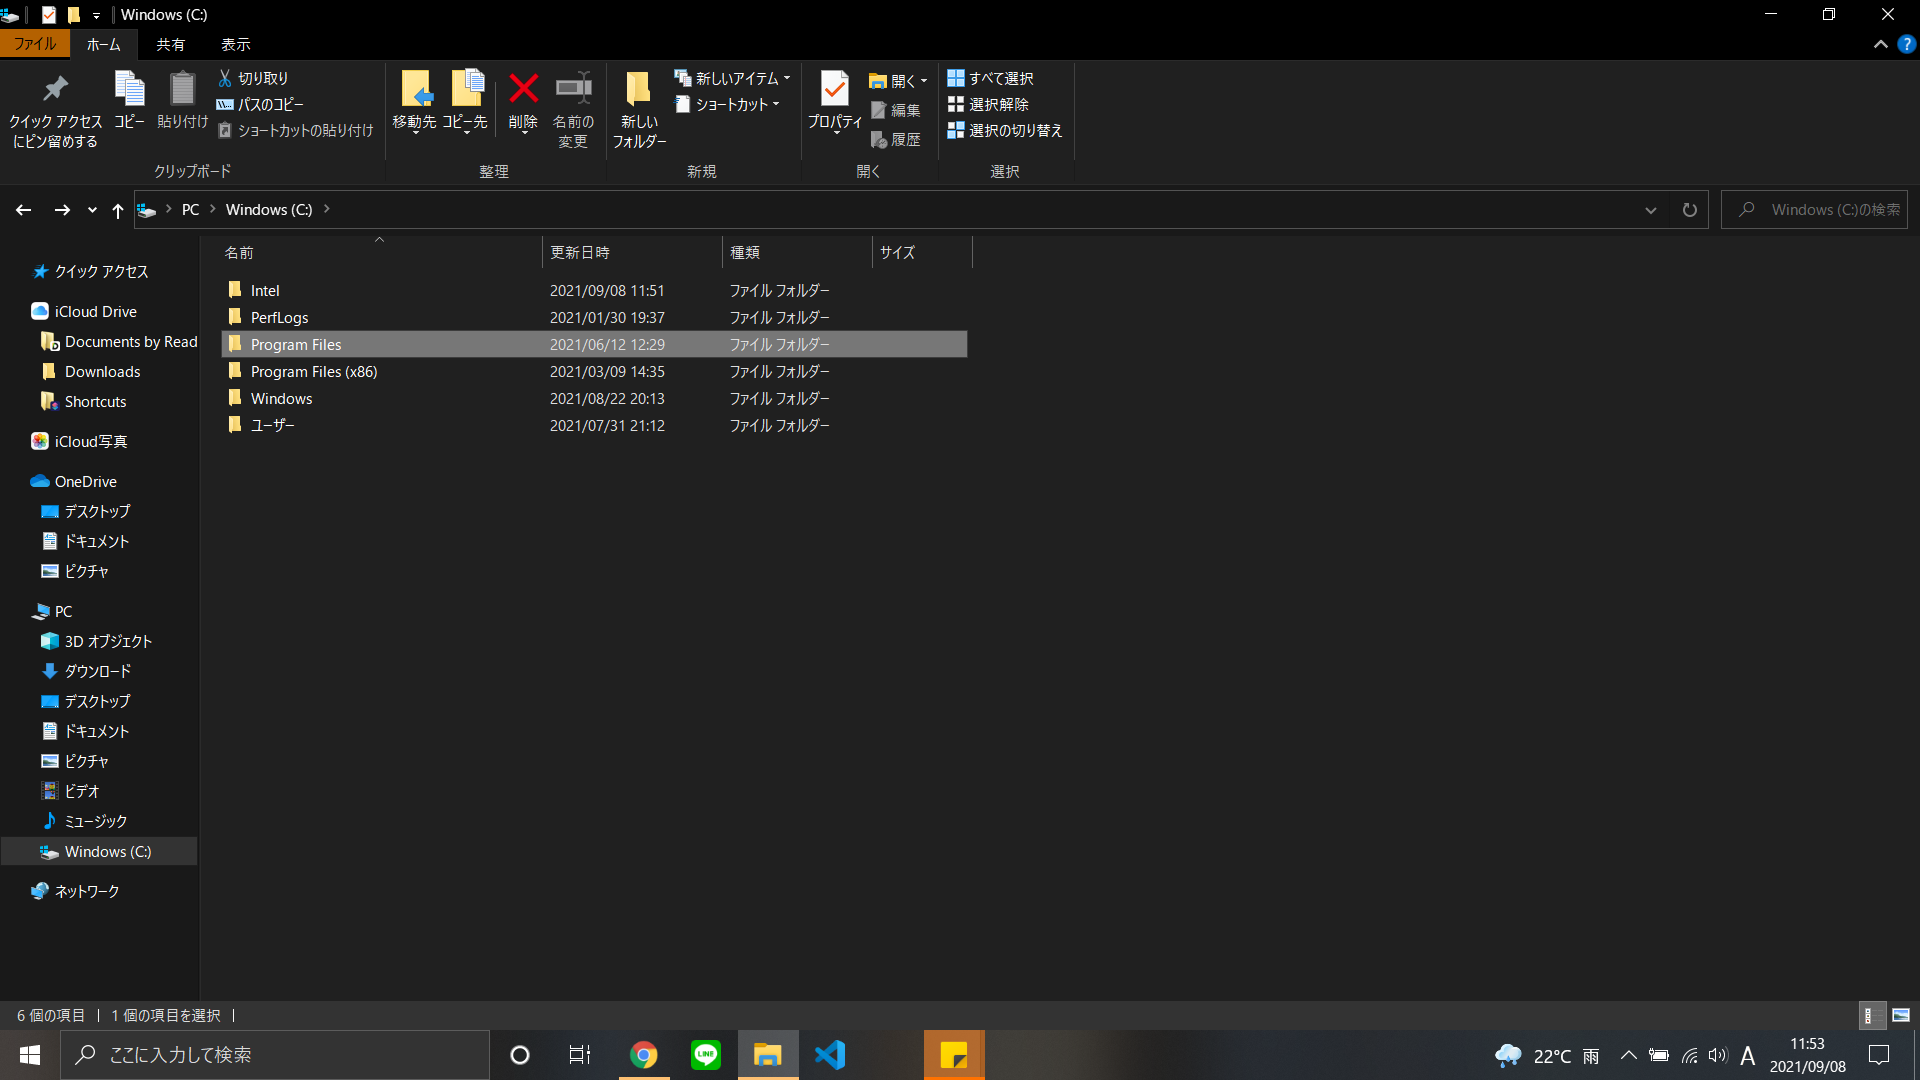 Windows (C:)
ファイル ホーム 共有 表示
クイック アクセス
にピン留めする
コピー
貼り付け
切り取り
パスのコピー
ショートカットの貼り付け
クリップボード
移動先
コピー先
削除
名前の
変更
整理
新しい
フォルダー
新しいアイテム
ショートカット
新規
プロパティ
開く
編集
履歴
開く
すべて選択
選択解除
選択の切り替え
選択
PC Windows (C:)
Windows (C:)の検索
クイック アクセス
iCloud Drive
Documents by Read
Downloads
Shortcuts
iCloud写真
OneDrive
デスクトップ
ドキュメント
ピクチャ
PC
3D オブジェクト
ダウンロード
デスクトップ
ドキュメント
ピクチャ
ビデオ
ミュージック
Windows (C:)
ネットワーク
名前 更新日時 種類 サイズ
Intel 2021/09/08 11:51 ファイル フォルダー
PerfLogs 2021/01/30 19:37 ファイル フォルダー
Program Files 2021/06/12 12:29 ファイル フォルダー
Program Files (x86) 2021/03/09 14:35 ファイル フォルダー
Windows 2021/08/22 20:13 ファイル フォルダー
ユーザー 2021/07/31 21:12 ファイル フォルダー
6 個の項目 1 個の項目を選択
ここに入力して検索
LINE
22°C 雨
A
11:53
2021/09/08